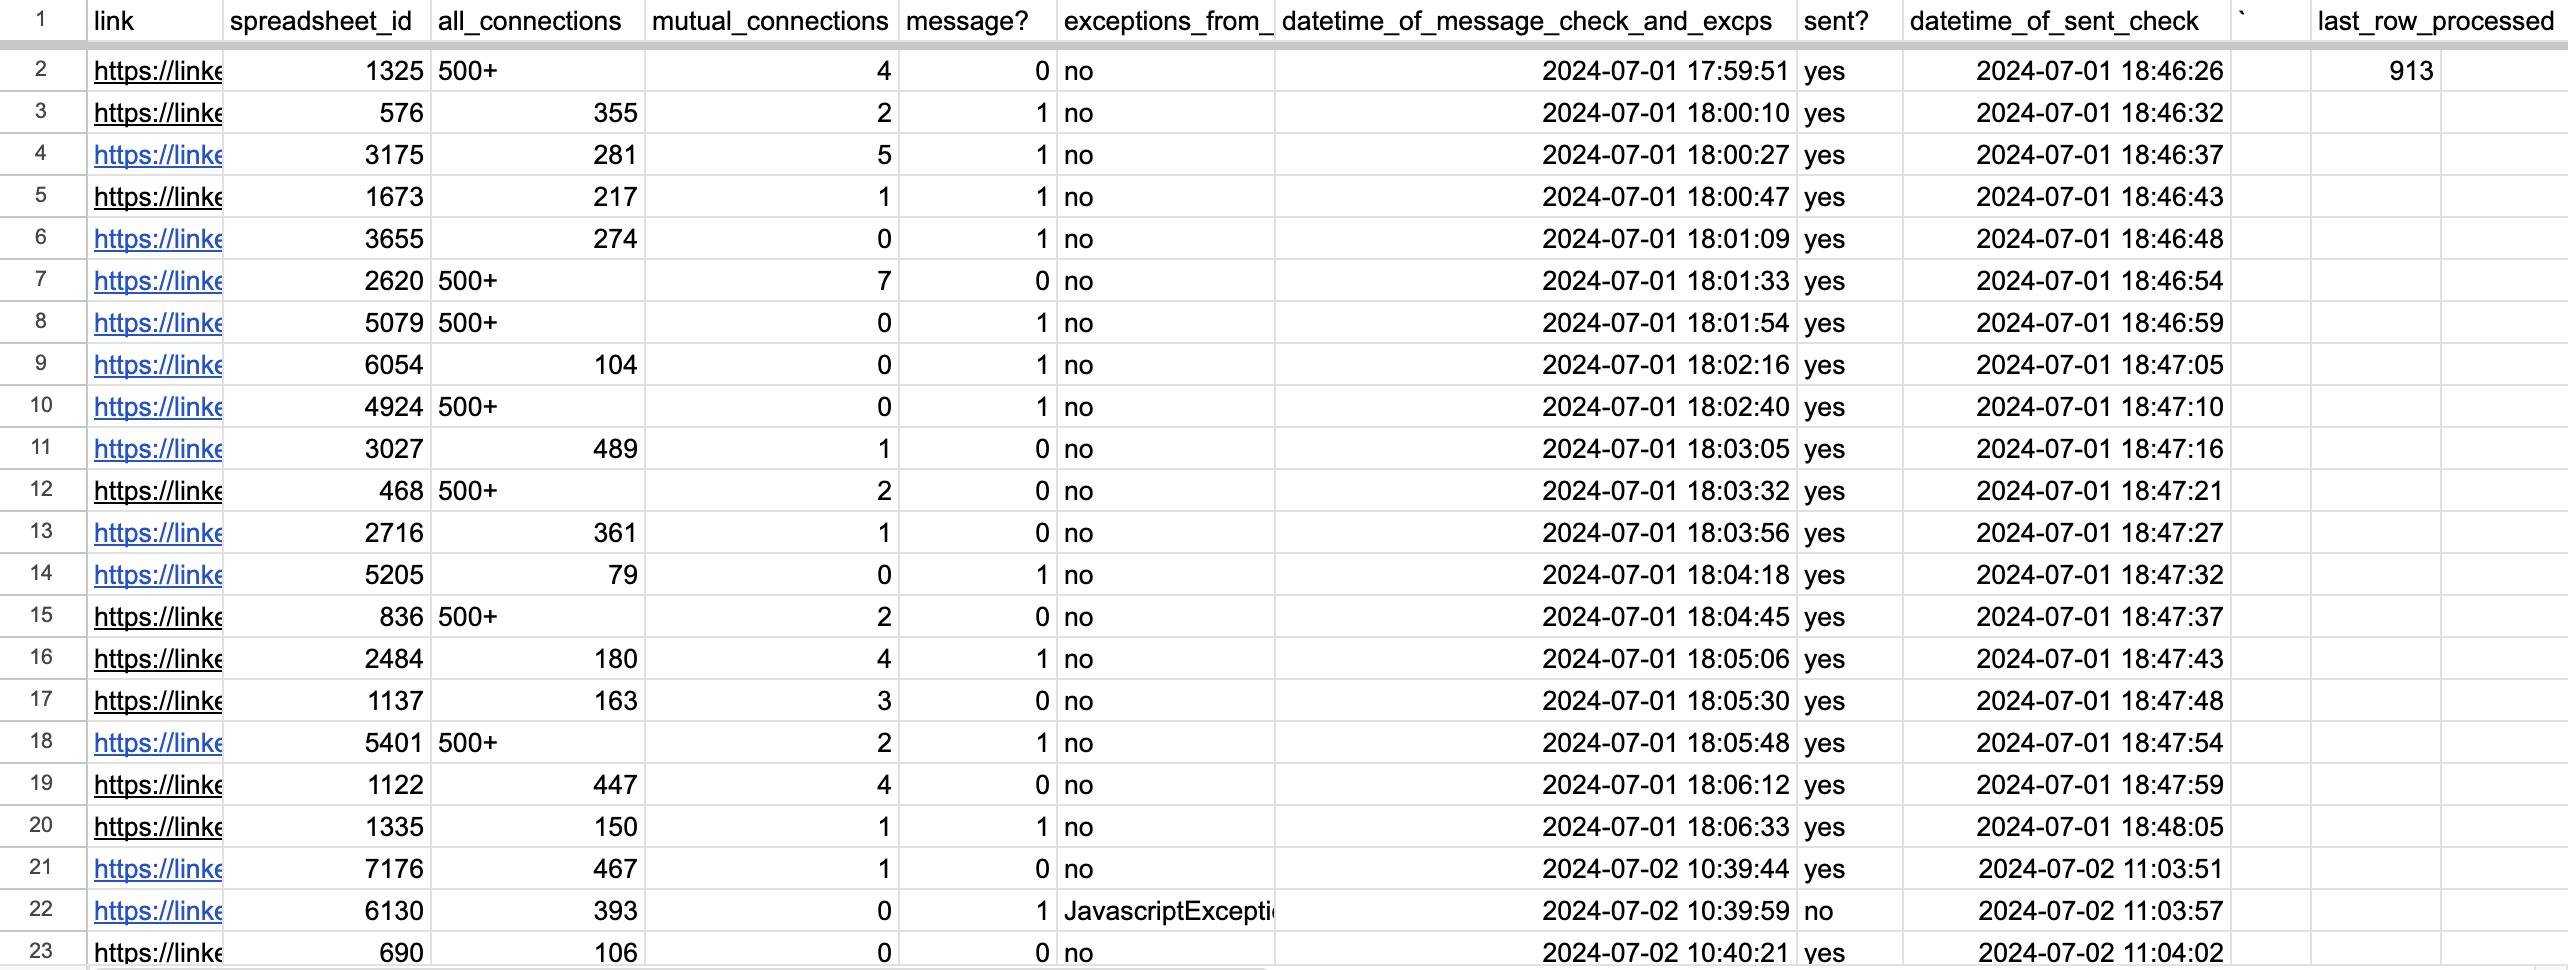 1 link spreadsheet_id all_connections mutual_connections message? exceptions_from_ datetime_of_message_check_and_excps sent? datetime_of_sent_check ` last_row_processed
2 https://linke 1325 500+ 4 0 no 2024-07-01 17:59:51 yes 2024-07-01 18:46:26 913
3 https://linke 576 355 2 1 no 2024-07-01 18:00:10 yes 2024-07-01 18:46:32
4 https://linke 3175 281 5 1 no 2024-07-01 18:00:27 yes 2024-07-01 18:46:37
5 https://linke 1673 217 1 1 no 2024-07-01 18:00:47 yes 2024-07-01 18:46:43
6 https://linke 3655 274 0 1 no 2024-07-01 18:01:09 yes 2024-07-01 18:46:48
7 https://linke 2620 500+ 7 0 no 2024-07-01 18:01:33 yes 2024-07-01 18:46:54
8 https://linke 5079 500+ 0 1 no 2024-07-01 18:01:54 yes 2024-07-01 18:46:59
9 https://linke 6054 104 0 1 no 2024-07-01 18:02:16 yes 2024-07-01 18:47:05
10 https://linke 4924 500+ 0 1 no 2024-07-01 18:02:40 yes 2024-07-01 18:47:10
11 https://linke 3027 489 1 0 no 2024-07-01 18:03:05 yes 2024-07-01 18:47:16
12 https://linke 468 500+ 2 0 no 2024-07-01 18:03:32 yes 2024-07-01 18:47:21
13 https://linke 2716 361 1 0 no 2024-07-01 18:03:56 yes 2024-07-01 18:47:27
14 https://linke 5205 79 0 1 no 2024-07-01 18:04:18 yes 2024-07-01 18:47:32
15 https://linke 836 500+ 2 0 no 2024-07-01 18:04:45 yes 2024-07-01 18:47:37
16 https://linke 2484 180 4 1 no 2024-07-01 18:05:06 yes 2024-07-01 18:47:43
17 https://linke 1137 163 3 0 no 2024-07-01 18:05:30 yes 2024-07-01 18:47:48
18 https://linke 5401 500+ 2 1 no 2024-07-01 18:05:48 yes 2024-07-01 18:47:54
19 https://linke 1122 447 4 0 no 2024-07-01 18:06:12 yes 2024-07-01 18:47:59
20 https://linke 1335 150 1 1 no 2024-07-01 18:06:33 yes 2024-07-01 18:48:05
21 https://linke 7176 467 1 0 no 2024-07-02 10:39:44 yes 2024-07-02 11:03:51
22 https://linke 6130 393 0 1 JavascriptExcepti 2024-07-02 10:39:59 no 2024-07-02 11:03:57
23 https://linke 690 106 0 0 no 2024-07-02 10:40:21 yes 2024-07-02 11:04:02